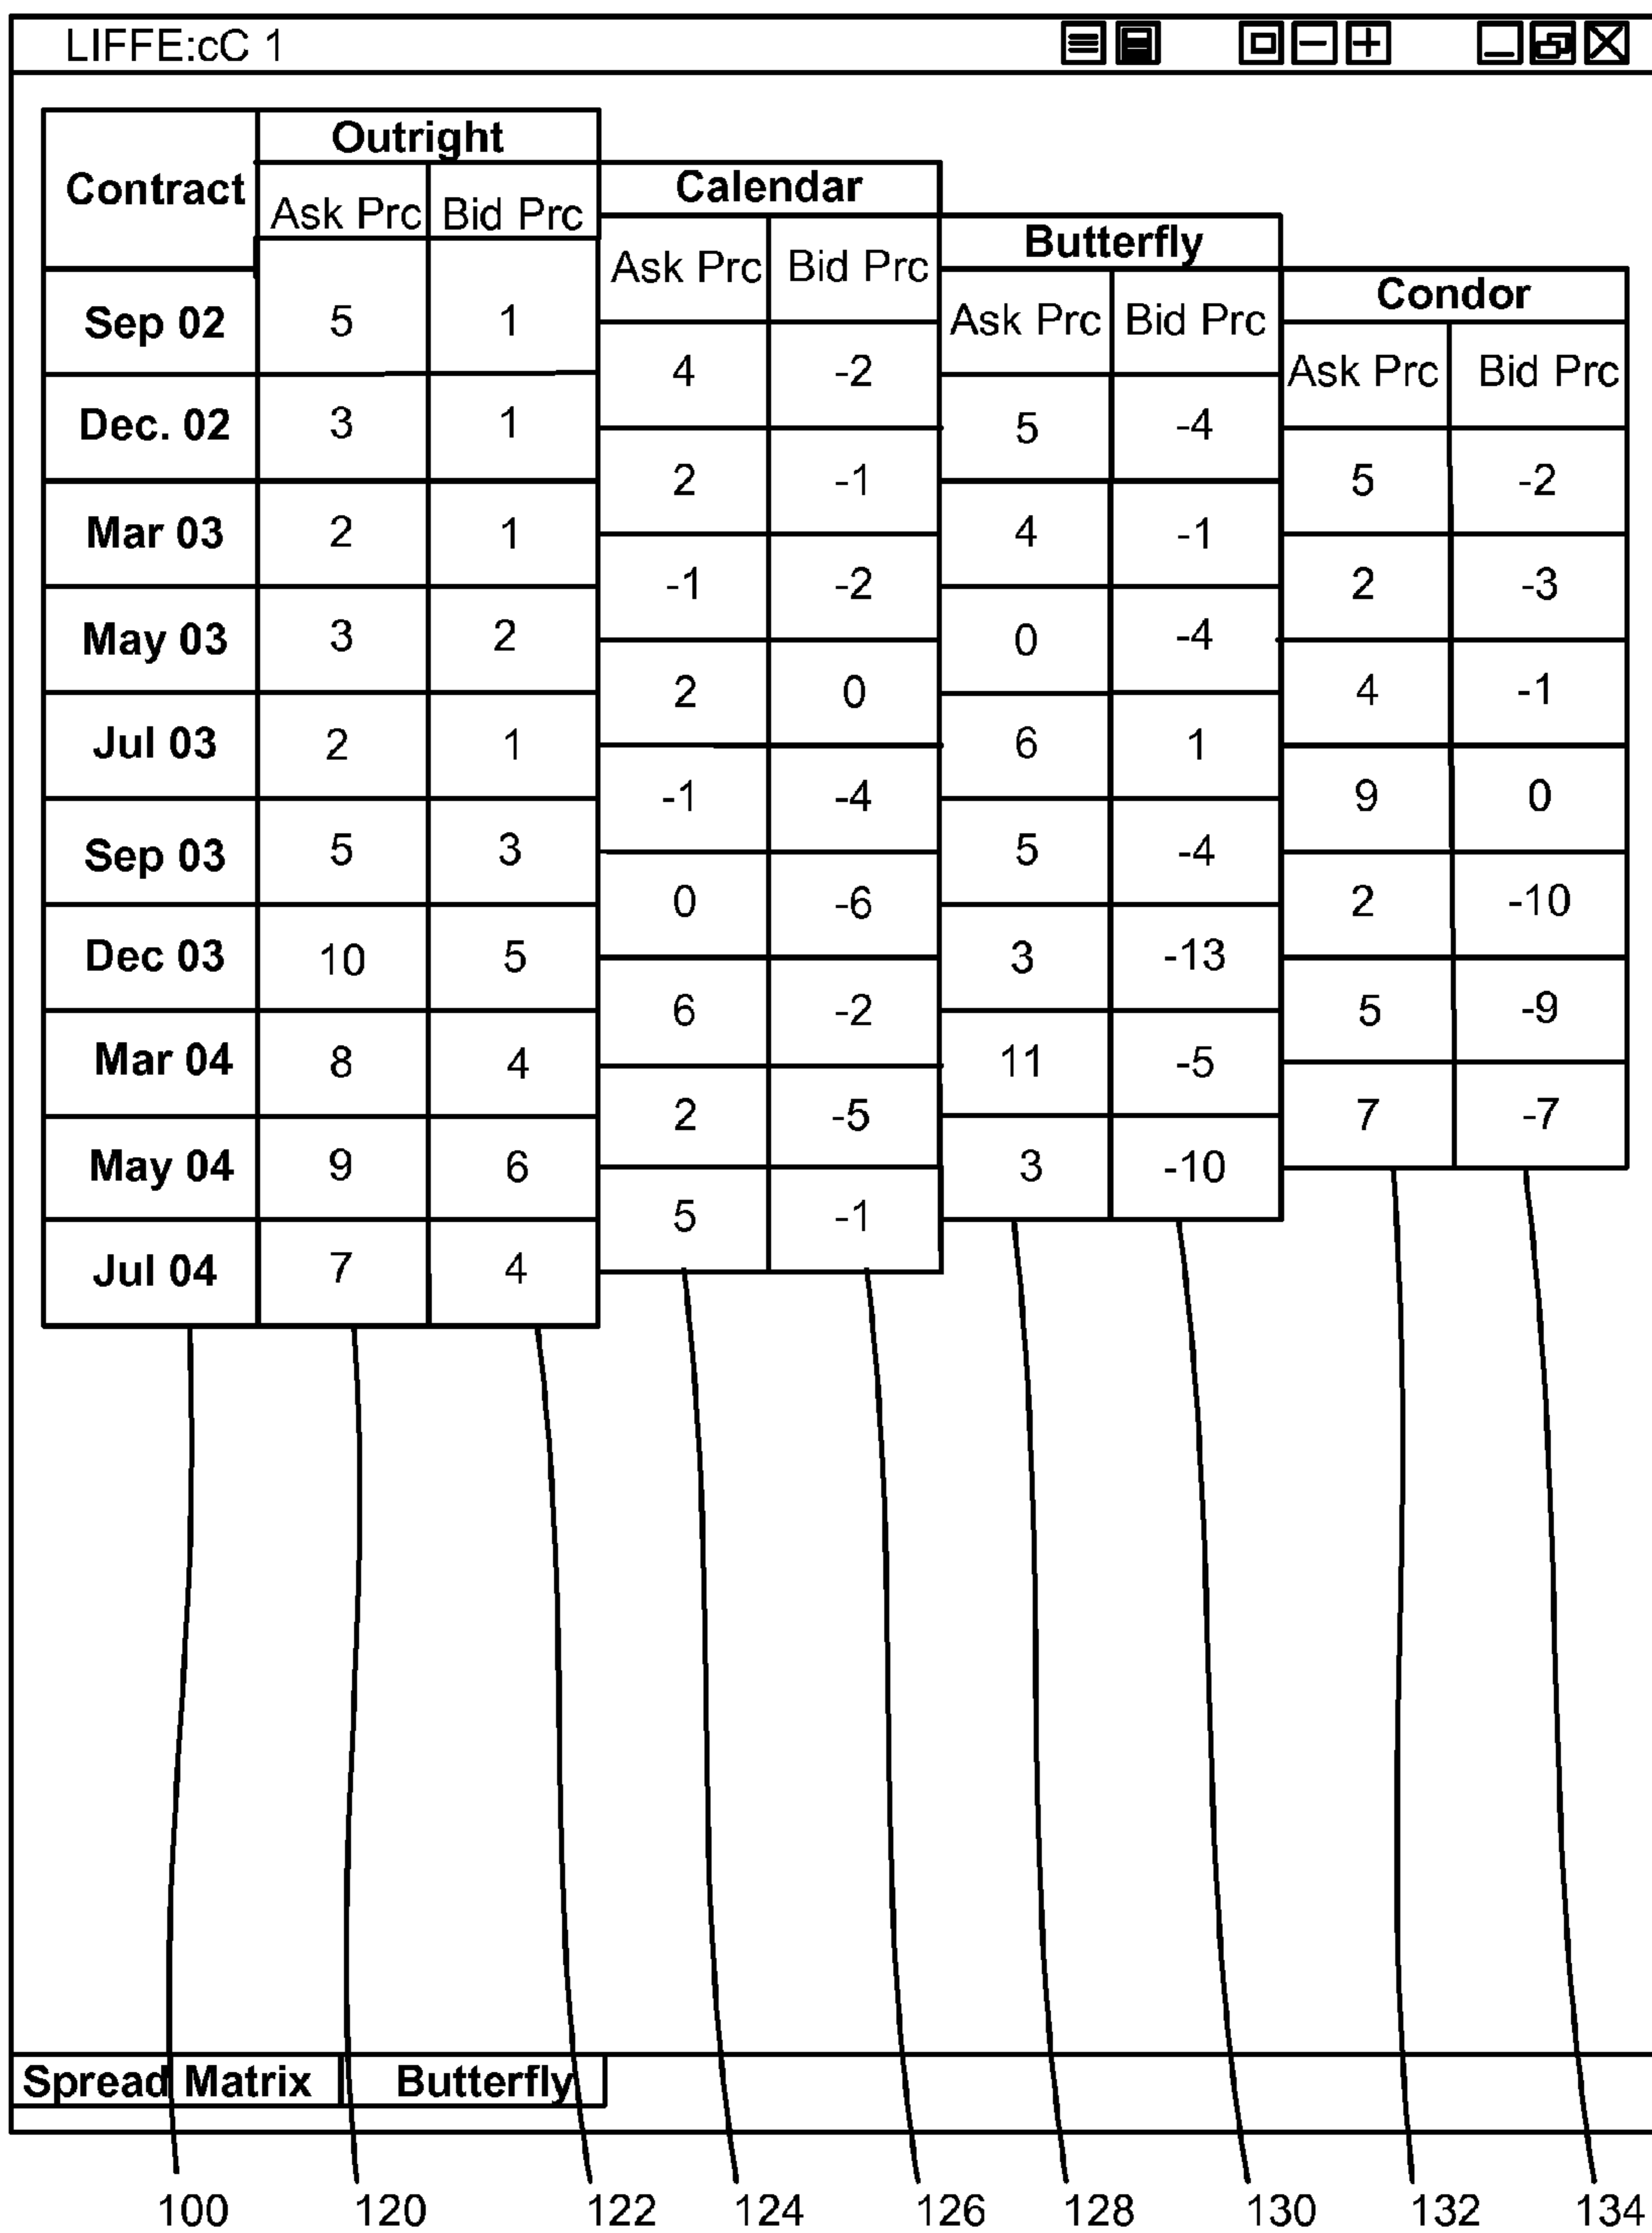 LIFFE:cC 1
Outright
Contract Calendar
Ask Prc Bid Prc Butterfly
Ask Prc Bid Prc Condor
Sep 02 5 1 Ask Prc Bid Prc
4 -2 Ask Prc Bid Prc
Dec. 02 3 1 5 -4
2 -1 5 -2
Mar 03 2 1 4 -1
-1 -2 2 -3
May 03 3 2 0 -4
2 0 4 -1
Jul 03 2 1 6 1
-1 -4 9 0
Sep 03 5 3 5 -4
0 -6 2 -10
Dec 03 10 5 3 -13
6 -2 5 -9
Mar 04 8 4 11 -5
2 -5 7 -7
May 04 9 6 3 -10
5 -1
Jul 04 7 4
Spread Matrix Butterfly
100 120 122 124 126 128 130 132 134